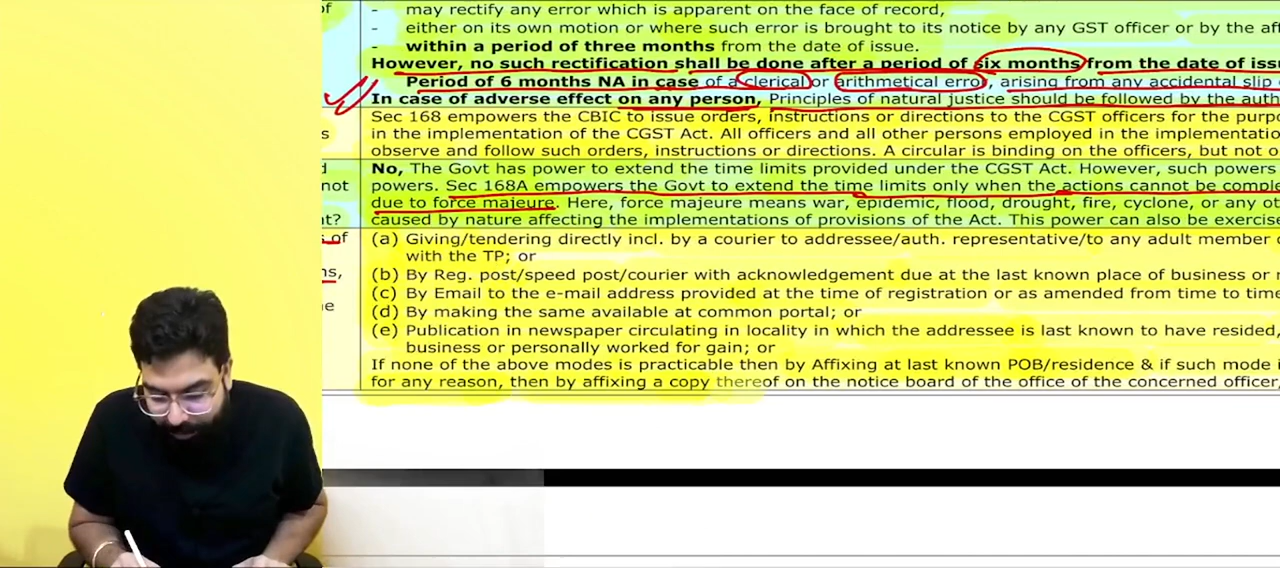 of
- may rectify any error which is apparent on the face of record,
- either on its own motion or where such error is brought to its notice by any GST officer or by the
- within a period of three months from the date of issue.
However, no such rectification shall be done after a period of six months from the date of
Period of 6 months NA in case of a clerical or arithmetical error, arising from any accidental slip
In case of adverse effect on any person, Principles of natural justice should be followed by the
Sec 168 empowers the CBIC to issue orders, instructions or directions to the CGST officers for the
s in the implementation of the CGST Act. All officers and all other persons employed in the
observe and follow such orders, instructions or directions. A circular is binding on the officers, but not
d No, The Govt has power to extend the time limits provided under the CGST Act. However, such powers
not powers. Sec 168A empowers the Govt to extend the time limits only when the actions cannot be
due to force majeure. Here, force majeure means war, epidemic, flood, drought, fire, cyclone, or any
t? caused by nature affecting the implementations of provisions of the Act. This power can also be
s of (a) Giving/tendering directly incl. by a courier to addressee/auth. representative/to any adult member
with the TP; or
ns, (b) By Reg. post/speed post/courier with acknowledgement due at the last known place of business or
(c) By Email to the e-mail address provided at the time of registration or as amended from time to
e (d) By making the same available at common portal; or
(e) Publication in newspaper circulating in locality in which the addressee is last known to have resided,
business or personally worked for gain; or
If none of the above modes is practicable then by Affixing at last known POB/residence & if such mode
for any reason, then by affixing a copy thereof on the notice board of the office of the concerned officer,